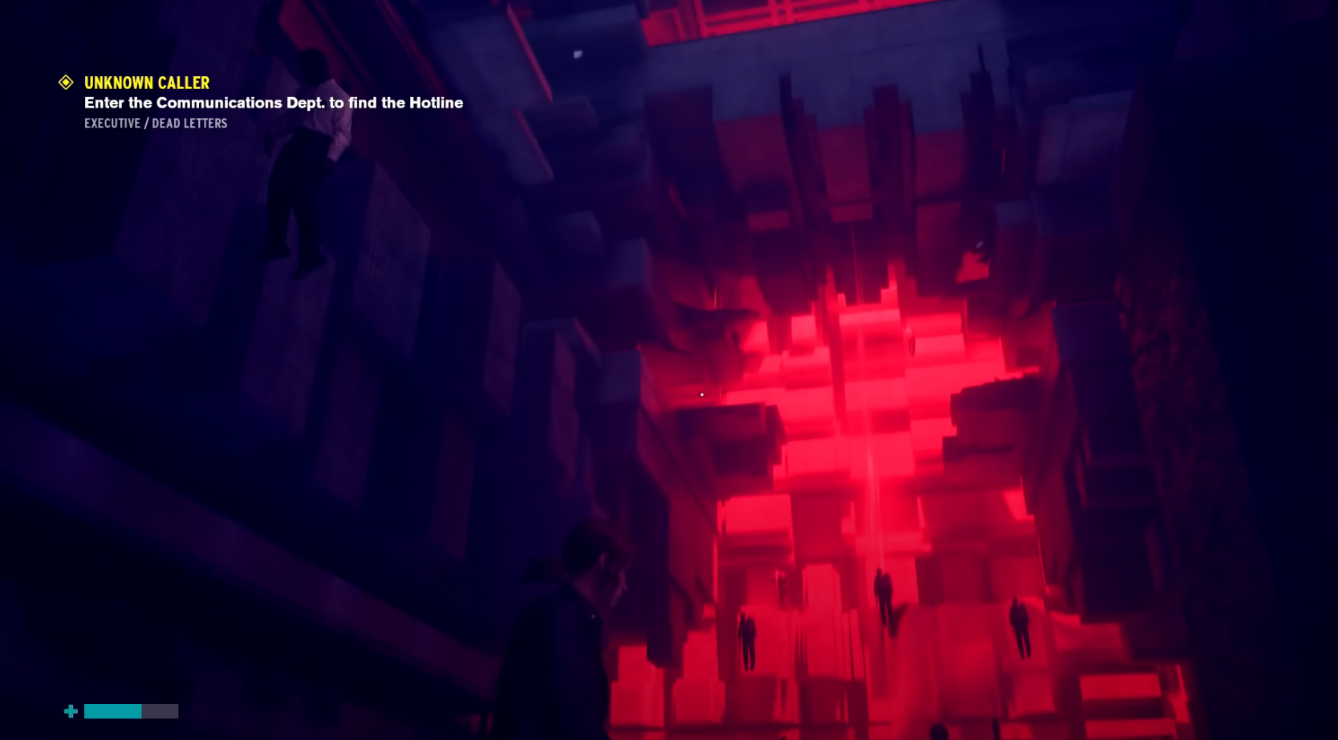 UNKNOWN CALLER
Enter the Communications Dept. to find the Hotline
EXECUTIVE / DEAD LETTERS